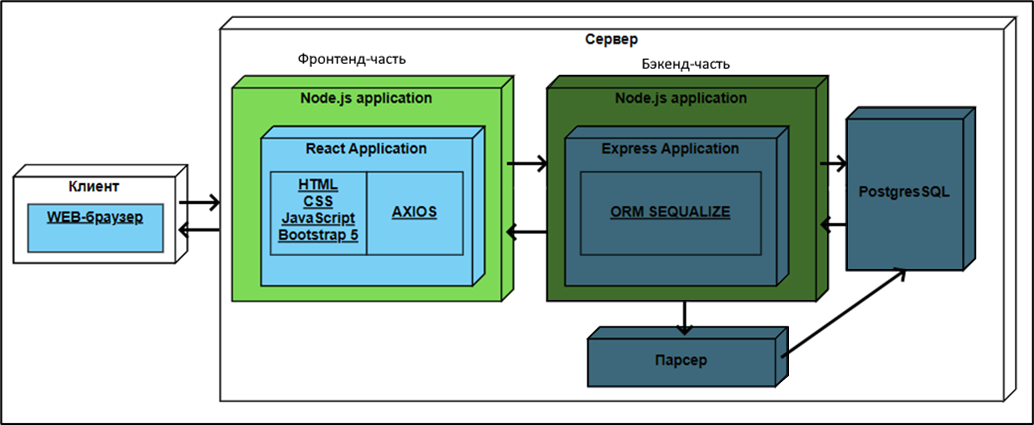 Сервер
Фронтенд-часть
Бэкенд-часть
Node.js application
Node.js application
React Application
Express Application
HTML
CSS
JavaScript
Bootstrap 5
AXIOS
ORM SEQUALIZE
PostgresSQL
Клиент
WEB-браузер
Парсер